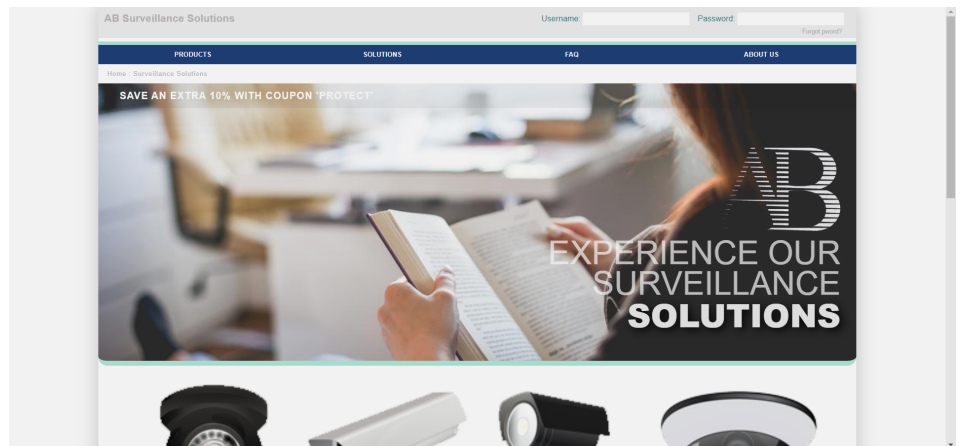 AB Surveillance Solutions
Username:
Password:
Forgot pword?
PRODUCTS
SOLUTIONS
FAQ
ABOUT US
Home : Surveillance Solutions
SAVE AN EXTRA 10% WITH COUPON 'PROTECT'
AB
EXPERIENCE OUR
SURVEILLANCE
SOLUTIONS